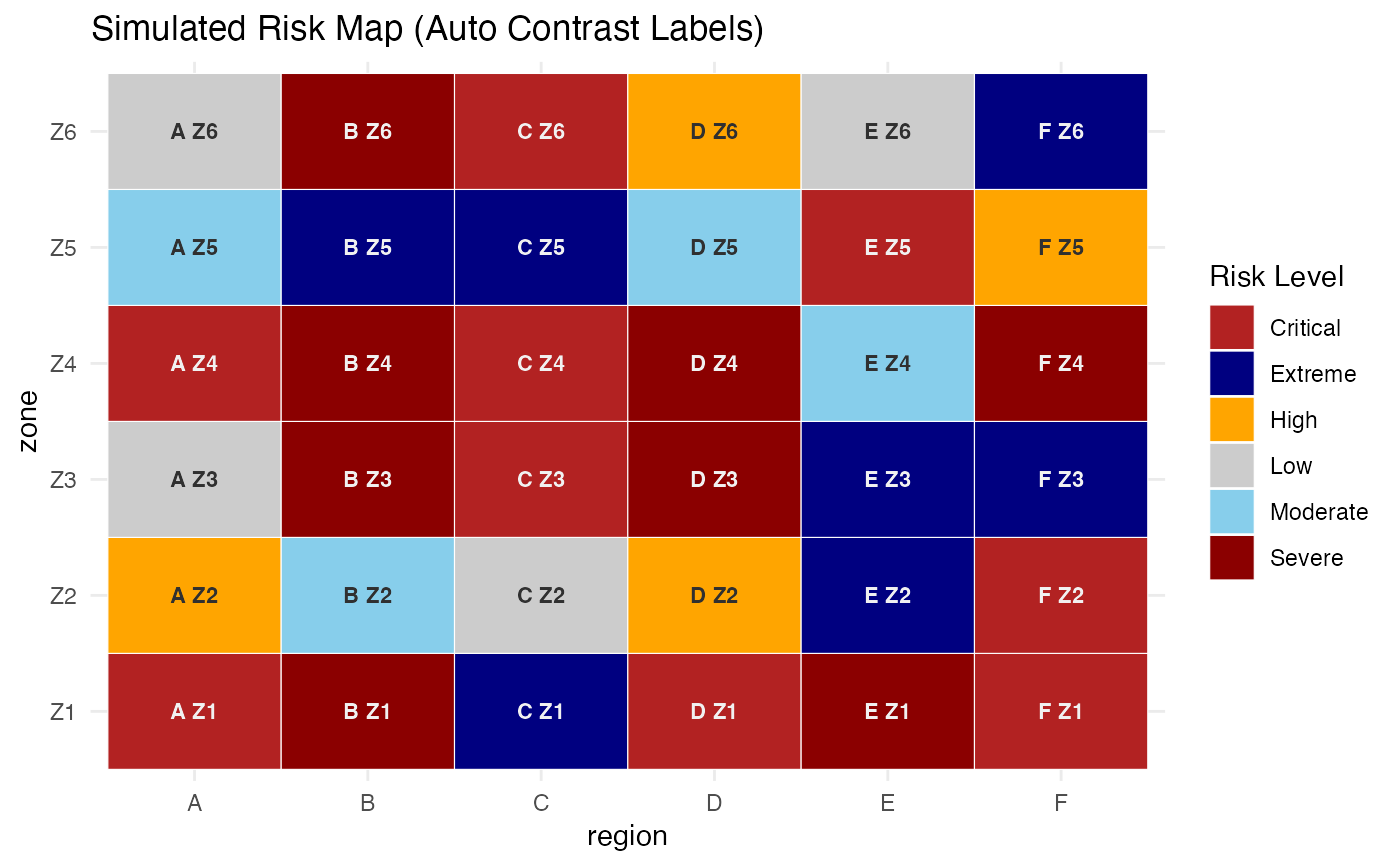 Simulated Risk Map (Auto Contrast Labels)
Z6
A Z6 B Z6 C Z6 D Z6 E Z6 F Z6
Z5
A Z5 B Z5 C Z5 D Z5 E Z5 F Z5
Z4
A Z4 B Z4 C Z4 D Z4 E Z4 F Z4
Z3
A Z3 B Z3 C Z3 D Z3 E Z3 F Z3
Z2
A Z2 B Z2 C Z2 D Z2 E Z2 F Z2
Z1
A Z1 B Z1 C Z1 D Z1 E Z1 F Z1
zone
A B C D E F
region
Risk Level
Critical
Extreme
High
Low
Moderate
Severe